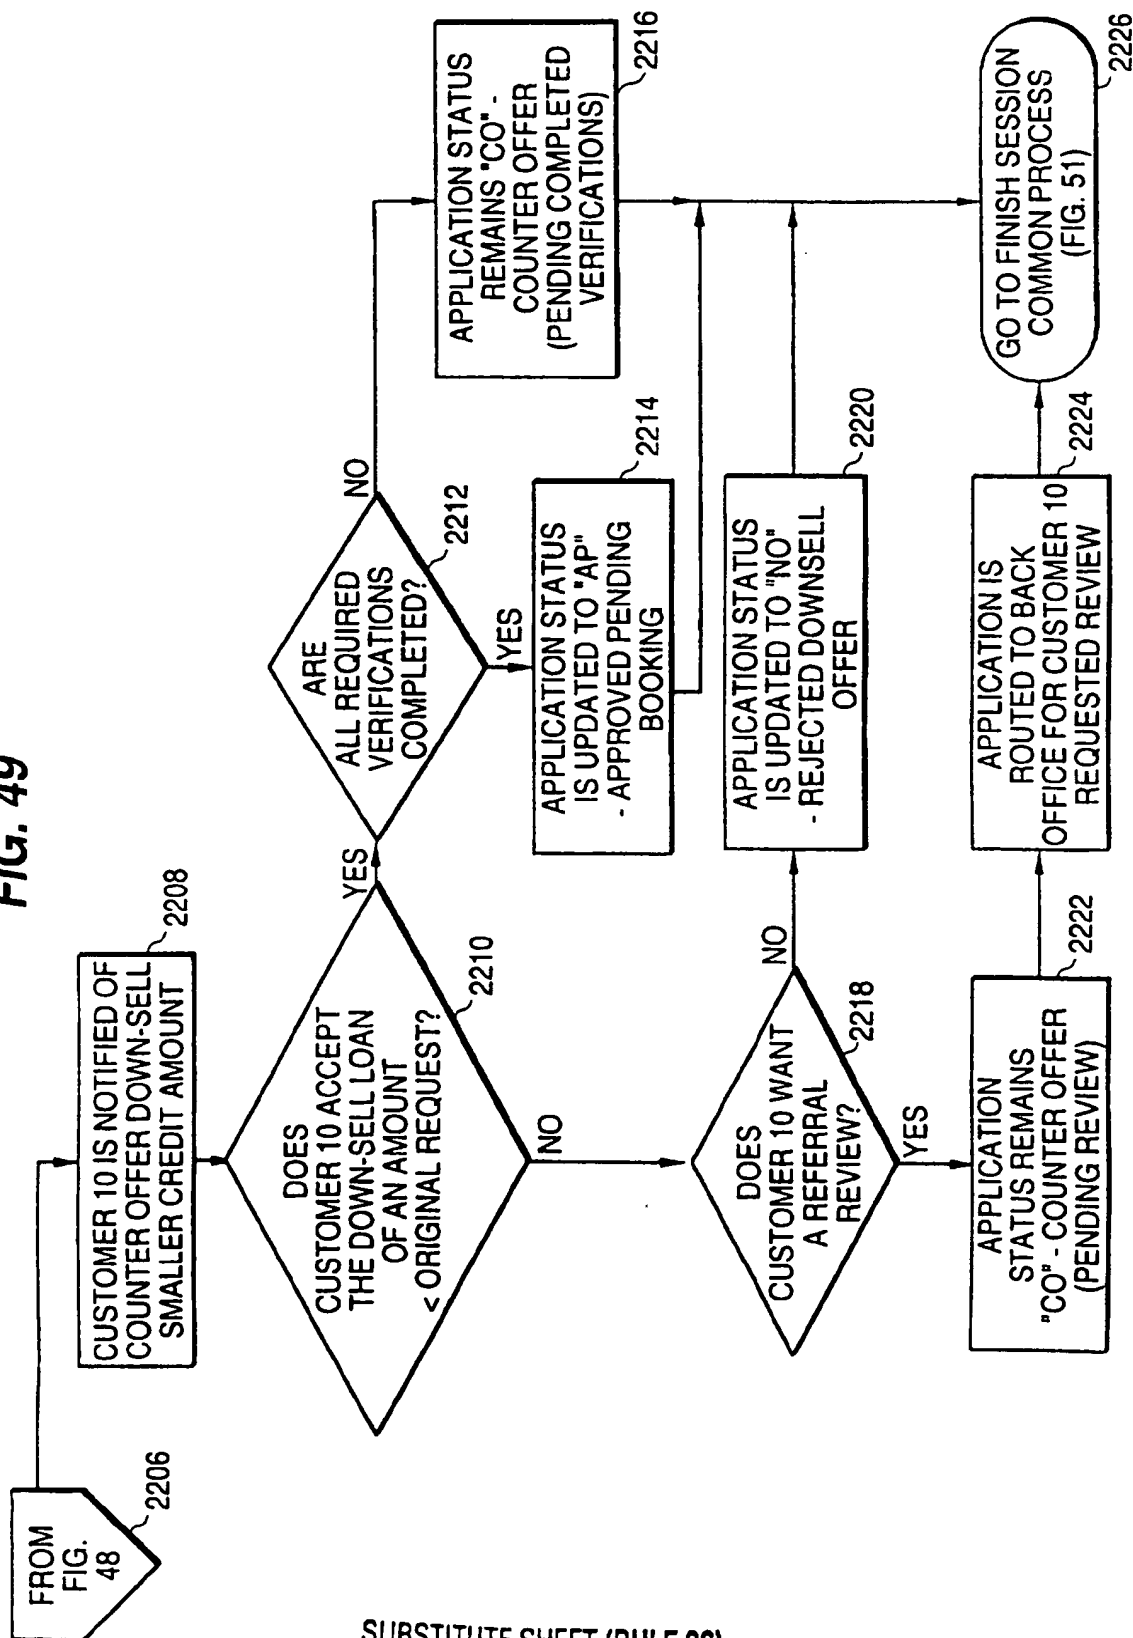 FIG. 49
FROM
FIG.
48
2206
CUSTOMER 10 IS NOTIFIED OF
COUNTER OFFER DOWN-SELL
SMALLER CREDIT AMOUNT
2208
DOES
CUSTOMER 10 ACCEPT
THE DOWN-SELL LOAN
OF AN AMOUNT
< ORIGINAL REQUEST?
2210
YES
NO
ARE
ALL REQUIRED
VERIFICATIONS
COMPLETED?
2212
NO
YES
APPLICATION STATUS
IS UPDATED TO "AP"
- APPROVED PENDING
BOOKING
2214
APPLICATION STATUS
REMAINS "CO" -
COUNTER OFFER
(PENDING COMPLETED
VERIFICATIONS)
2216
DOES
CUSTOMER 10 WANT
A REFERRAL
REVIEW?
2218
NO
YES
APPLICATION STATUS
IS UPDATED TO "NO"
- REJECTED DOWNSELL
OFFER
2220
APPLICATION
STATUS REMAINS
"CO" - COUNTER OFFER
(PENDING REVIEW)
2222
APPLICATION IS
ROUTED TO BACK
OFFICE FOR CUSTOMER 10
REQUESTED REVIEW
2224
GO TO FINISH SESSION
COMMON PROCESS
(FIG. 51)
2226
SUBSTITUTE SHEET (RULE 26)